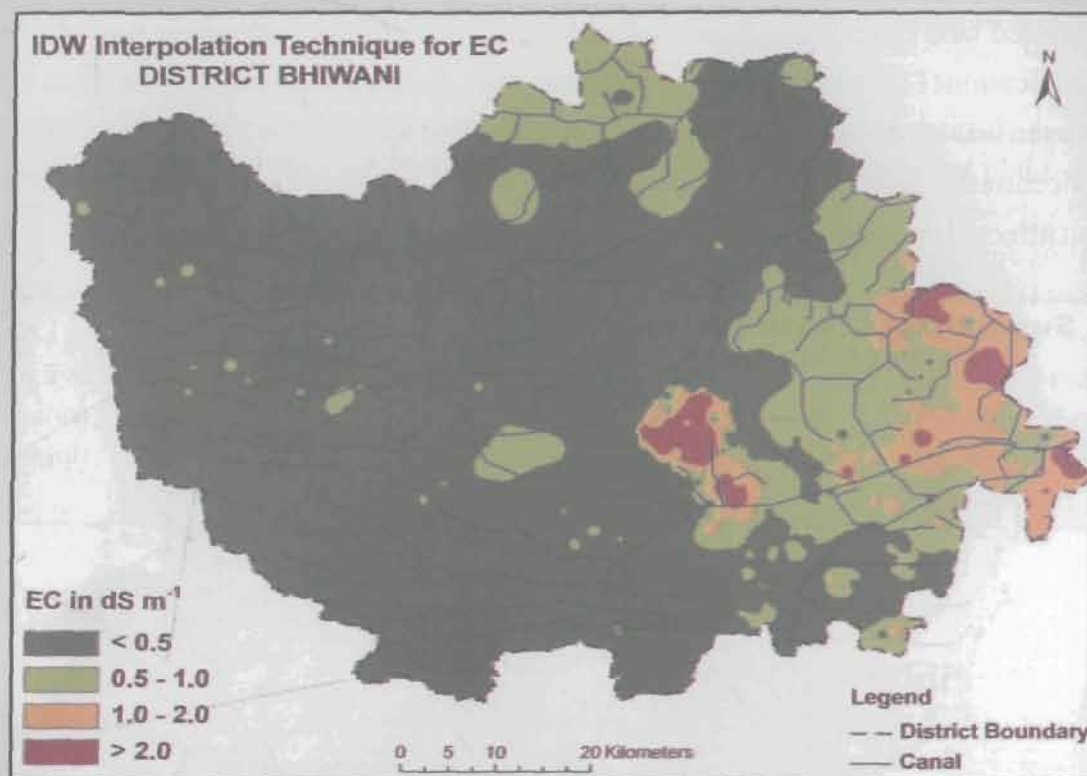 IDW Interpolation Technique for EC
DISTRICT BHIWANI
N
EC in dS m⁻¹
< 0.5
0.5 - 1.0
1.0 - 2.0
> 2.0
0 5 10 20 Kilometers
Legend
District Boundary
Canal